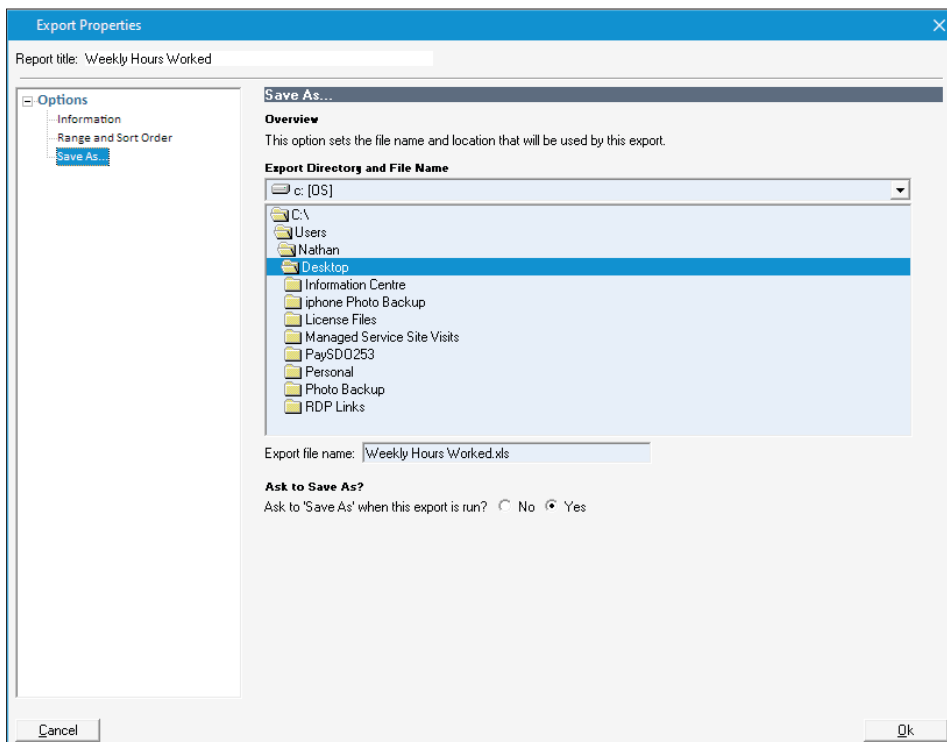 Export Properties
Report title: Weekly Hours Worked
Options
Information
Range and Sort Order
Save As...
Save As...
Overview
This option sets the file name and location that will be used by this export.
Export Directory and File Name
c: [OS]
C:\
Users
Nathan
Desktop
Information Centre
iphone Photo Backup
License Files
Managed Service Site Visits
PaySDO253
Personal
Photo Backup
RDP Links
Export file name: Weekly Hours Worked.xls
Ask to Save As?
Ask to 'Save As' when this export is run? No Yes
Cancel Ok